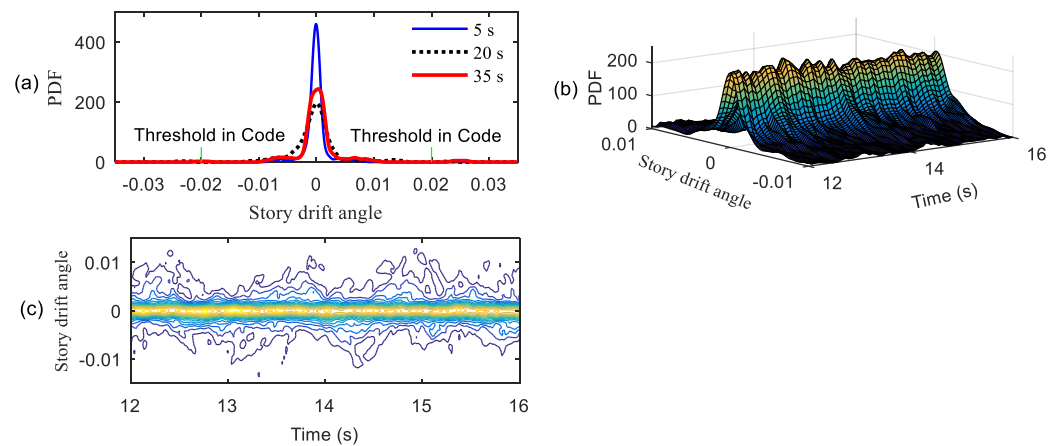 (a)
PDF
400
200
0
5 s
20 s
35 s
Threshold in Code
Threshold in Code
-0.03 -0.02 -0.01 0 0.01 0.02 0.03
Story drift angle
(b)
PDF
200
100
0
0.01
0
-0.01
Story drift angle
12
14
16
Time (s)
(c)
Story drift angle
0.01
0
-0.01
12 13 14 15 16
Time (s)